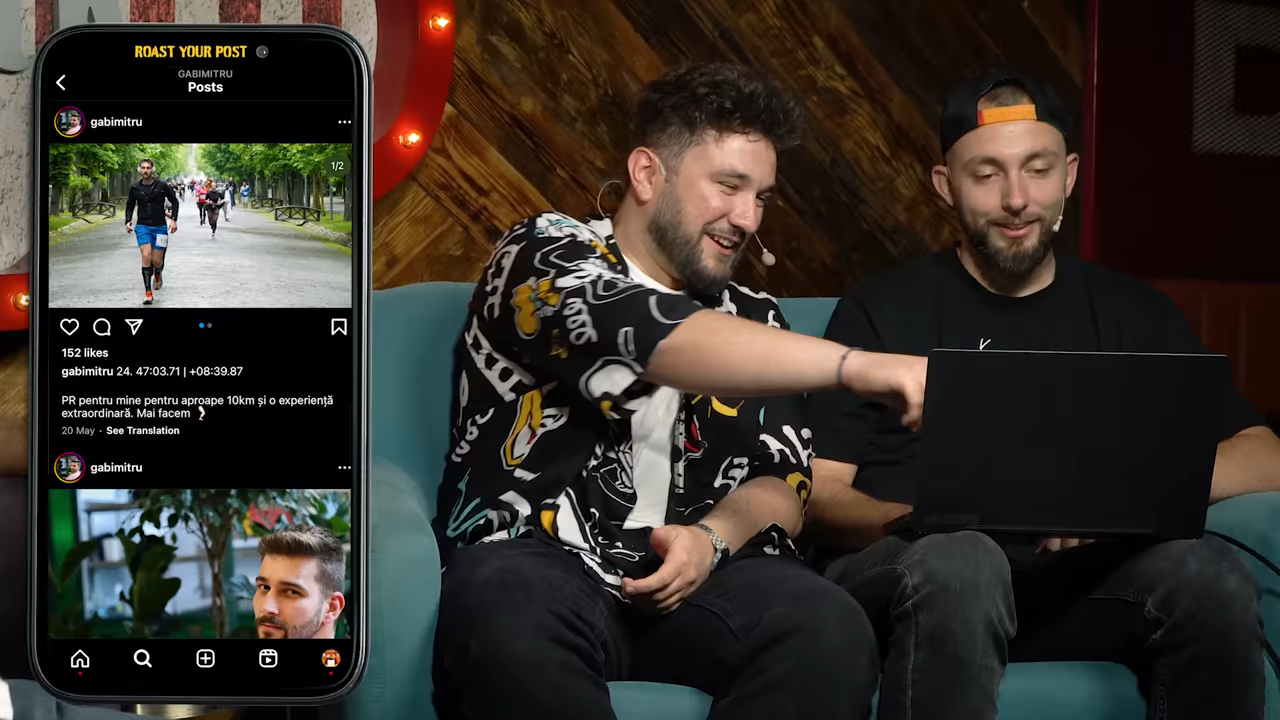 ROAST YOUR POST
GABIMITRU
Posts
gabimitru
1/2
152 likes
gabimitru 24. 47:03.71 | +08:39.87
PR pentru mine pentru aproape 10km și o experiență
extraordinară. Mai facem
20 May · See Translation
gabimitru